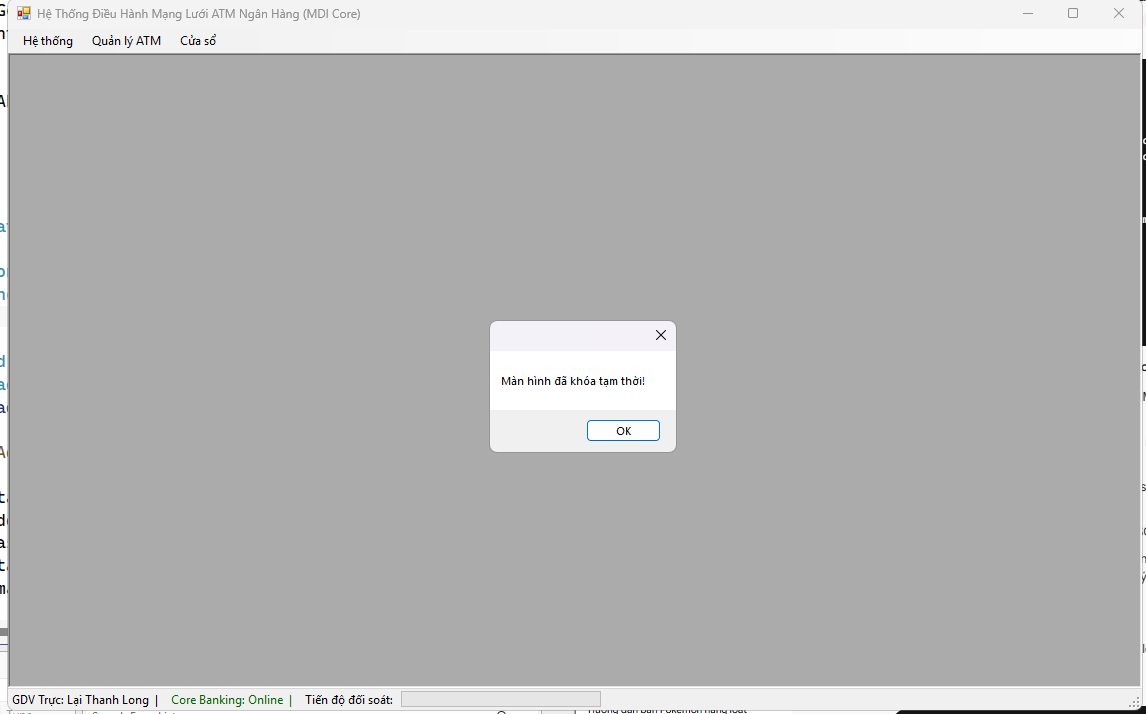 Hệ Thống Điều Hành Mạng Lưới ATM Ngân Hàng (MDI Core)
Hệ thống Quản lý ATM Cửa sổ
Màn hình đã khóa tạm thời!
OK
GDV Trực: Lại Thanh Long | Core Banking: Online | Tiến độ đối soát: